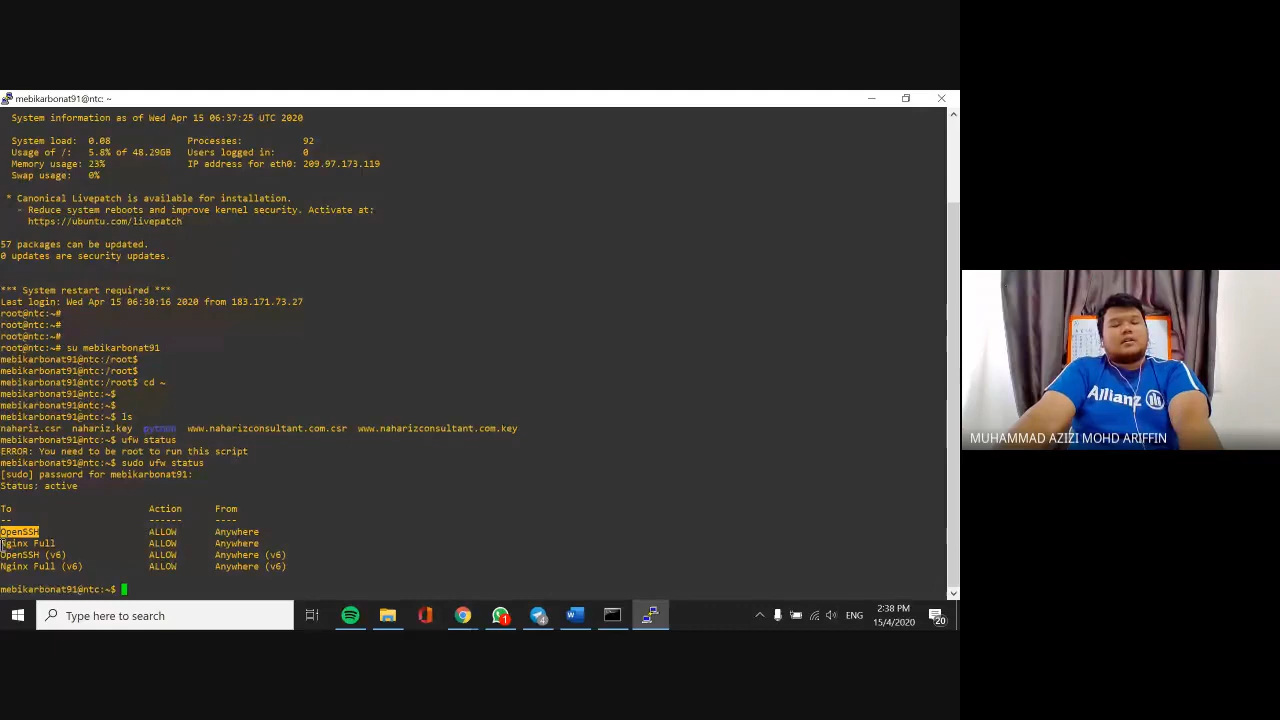 mebikarbonat91@ntc: ~
System information as of Wed Apr 15 06:37:25 UTC 2020
System load: 0.08 Processes: 92
Usage of /: 5.8% of 48.29GB Users logged in: 0
Memory usage: 23% IP address for eth0: 209.97.173.119
Swap usage: 0%
* Canonical Livepatch is available for installation.
- Reduce system reboots and improve kernel security. Activate at:
https://ubuntu.com/livepatch
57 packages can be updated.
0 updates are security updates.
*** System restart required ***
Last login: Wed Apr 15 06:30:16 2020 from 183.171.73.27
root@ntc:~#
root@ntc:~#
root@ntc:~#
root@ntc:~# su mebikarbonat91
mebikarbonat91@ntc:/root$
mebikarbonat91@ntc:/root$
mebikarbonat91@ntc:/root$ cd ~
mebikarbonat91@ntc:~$
mebikarbonat91@ntc:~$
mebikarbonat91@ntc:~$ ls
nahariz.csr nahariz.key www.naharizconsultant.com.csr www.naharizconsultant.com.key
mebikarbonat91@ntc:~$ ufw status
ERROR: You need to be root to run this script
mebikarbonat91@ntc:~$ sudo ufw status
[sudo] password for mebikarbonat91:
Status: active
To Action From
-- ------ ----
OpenSSH ALLOW Anywhere
Nginx Full ALLOW Anywhere
OpenSSH (v6) ALLOW Anywhere (v6)
Nginx Full (v6) ALLOW Anywhere (v6)
mebikarbonat91@ntc:~$
Allianz
MUHAMMAD AZIZI MOHD ARIFFIN
Type here to search
1
4
ENG
2:38 PM
15/4/2020
20